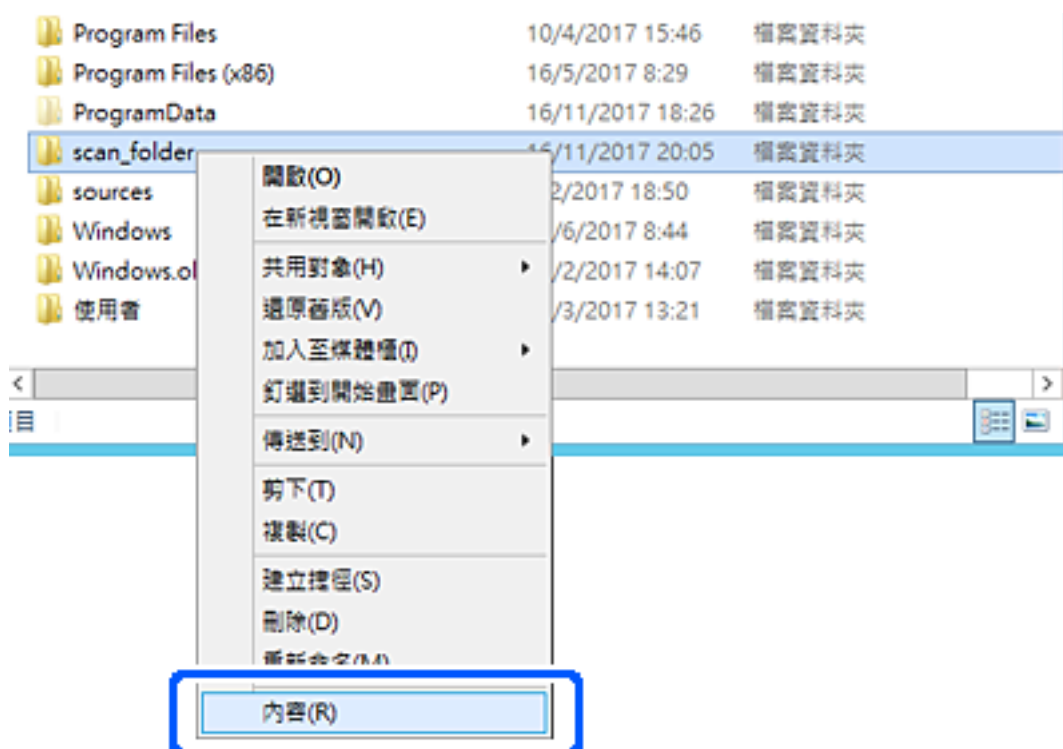 Program Files 10/4/2017 15:46 檔案資料夾
Program Files (x86) 16/5/2017 8:29 檔案資料夾
ProgramData 16/11/2017 18:26 檔案資料夾
scan_folder 16/11/2017 20:05 檔案資料夾
開啟(O)
sources 2/2017 18:50 檔案資料夾
在新視窗開啟(E)
Windows /6/2017 8:44 檔案資料夾
共用對象(H)
Windows.ol /2/2017 14:07 檔案資料夾
還原舊版(V)
使用者 /3/2017 13:21 檔案資料夾
加入至媒體櫃(I)
釘選到開始畫面(P)
目
傳送到(N)
剪下(T)
複製(C)
建立捷徑(S)
刪除(D)
重新命名(M)
內容(R)